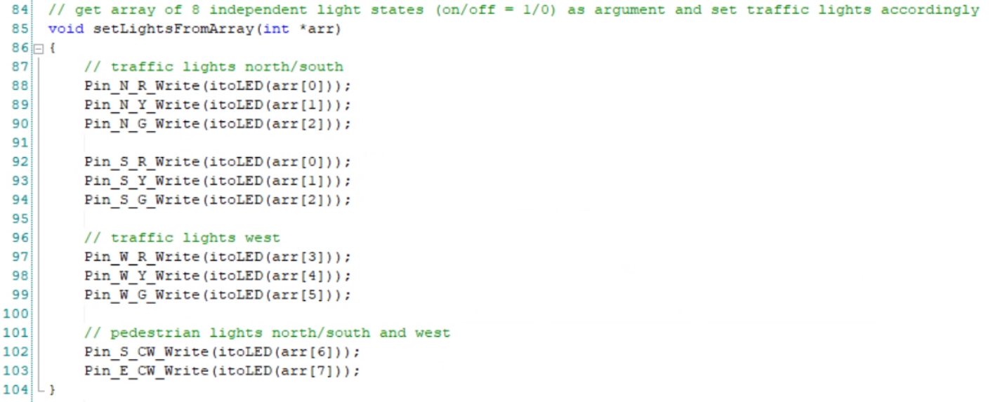 84 // get array of 8 independent light states (on/off = 1/0) as argument and set traffic lights accordingly
85 void setLightsFromArray(int *arr)
86 {
87 // traffic lights north/south
88 Pin_N_R_Write(itoLED(arr[0]));
89 Pin_N_Y_Write(itoLED(arr[1]));
90 Pin_N_G_Write(itoLED(arr[2]));
91
92 Pin_S_R_Write(itoLED(arr[0]));
93 Pin_S_Y_Write(itoLED(arr[1]));
94 Pin_S_G_Write(itoLED(arr[2]));
95
96 // traffic lights west
97 Pin_W_R_Write(itoLED(arr[3]));
98 Pin_W_Y_Write(itoLED(arr[4]));
99 Pin_W_G_Write(itoLED(arr[5]));
100
101 // pedestrian lights north/south and west
102 Pin_S_CW_Write(itoLED(arr[6]));
103 Pin_E_CW_Write(itoLED(arr[7]));
104 }